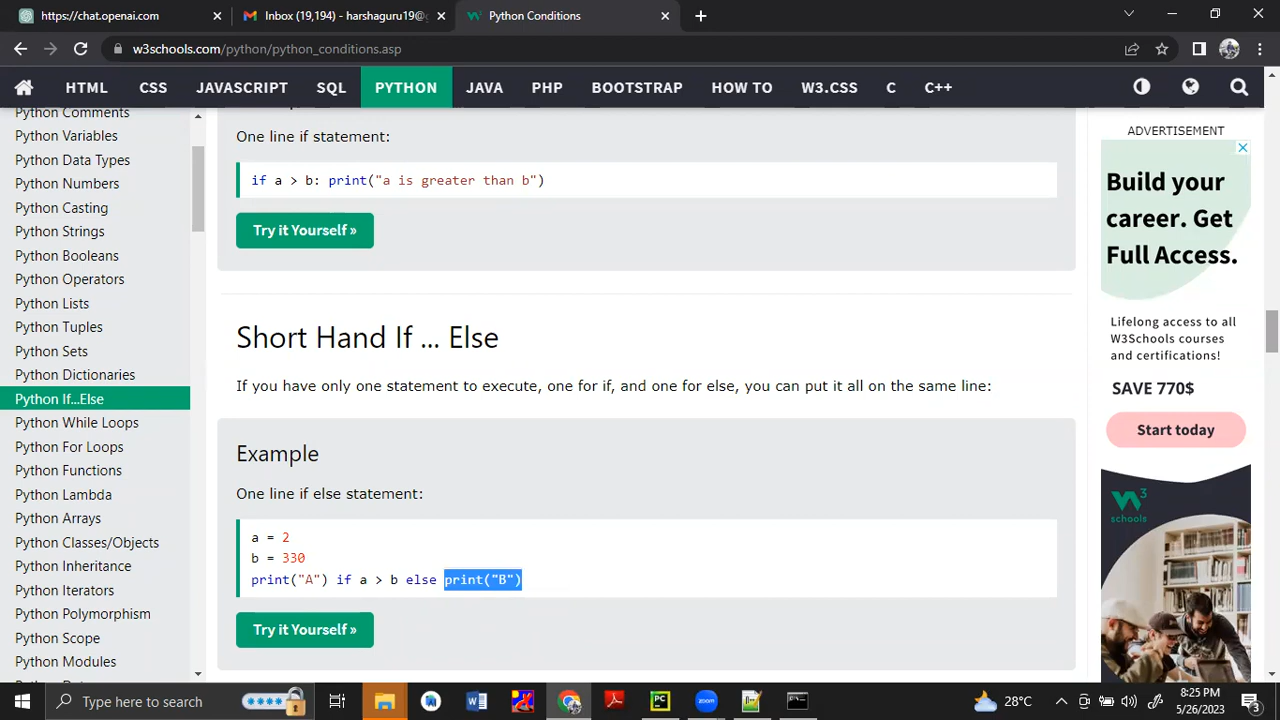 https://chat.openai.com
Inbox (19,194) - harshaguru19@
Python Conditions
w3schools.com/python/python_conditions.asp
HTML CSS JAVASCRIPT SQL PYTHON JAVA PHP BOOTSTRAP HOW TO W3.CSS C C++
Python Comments
Python Variables
Python Data Types
Python Numbers
Python Casting
Python Strings
Python Booleans
Python Operators
Python Lists
Python Tuples
Python Sets
Python Dictionaries
Python If...Else
Python While Loops
Python For Loops
Python Functions
Python Lambda
Python Arrays
Python Classes/Objects
Python Inheritance
Python Iterators
Python Polymorphism
Python Scope
Python Modules
One line if statement:
if a > b: print("a is greater than b")
Try it Yourself »
Short Hand If ... Else
If you have only one statement to execute, one for if, and one for else, you can put it all on the same line:
Example
One line if else statement:
a = 2
b = 330
print("A") if a > b else print("B")
Try it Yourself »
ADVERTISEMENT
Build your
career. Get
Full Access.
Lifelong access to all
W3Schools courses
and certifications!
SAVE 770$
Start today
W3
schools
Type here to search
28°C
8:25 PM
5/26/2023
3